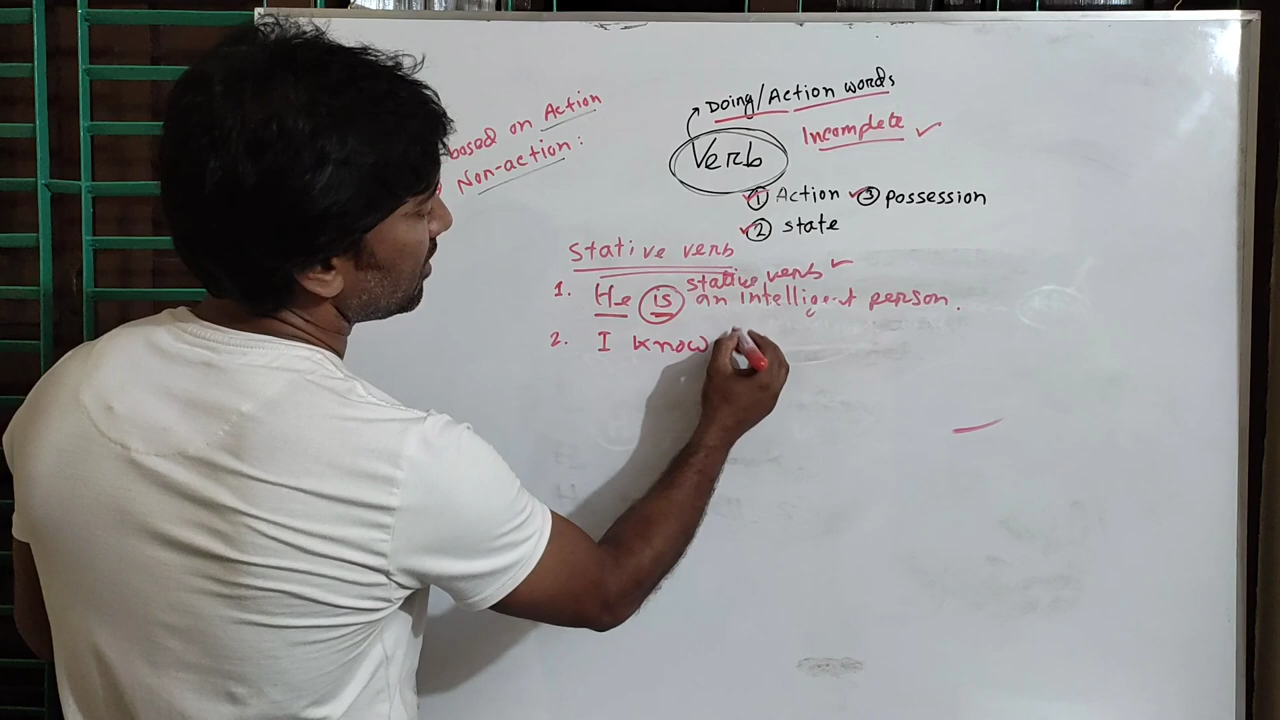 based on Action
Non-action:
Doing/Action words
Incomplete
Verb
① Action ③ possession
② state
Stative verb
stative verb
1. He is an intelligent person.
2. I know